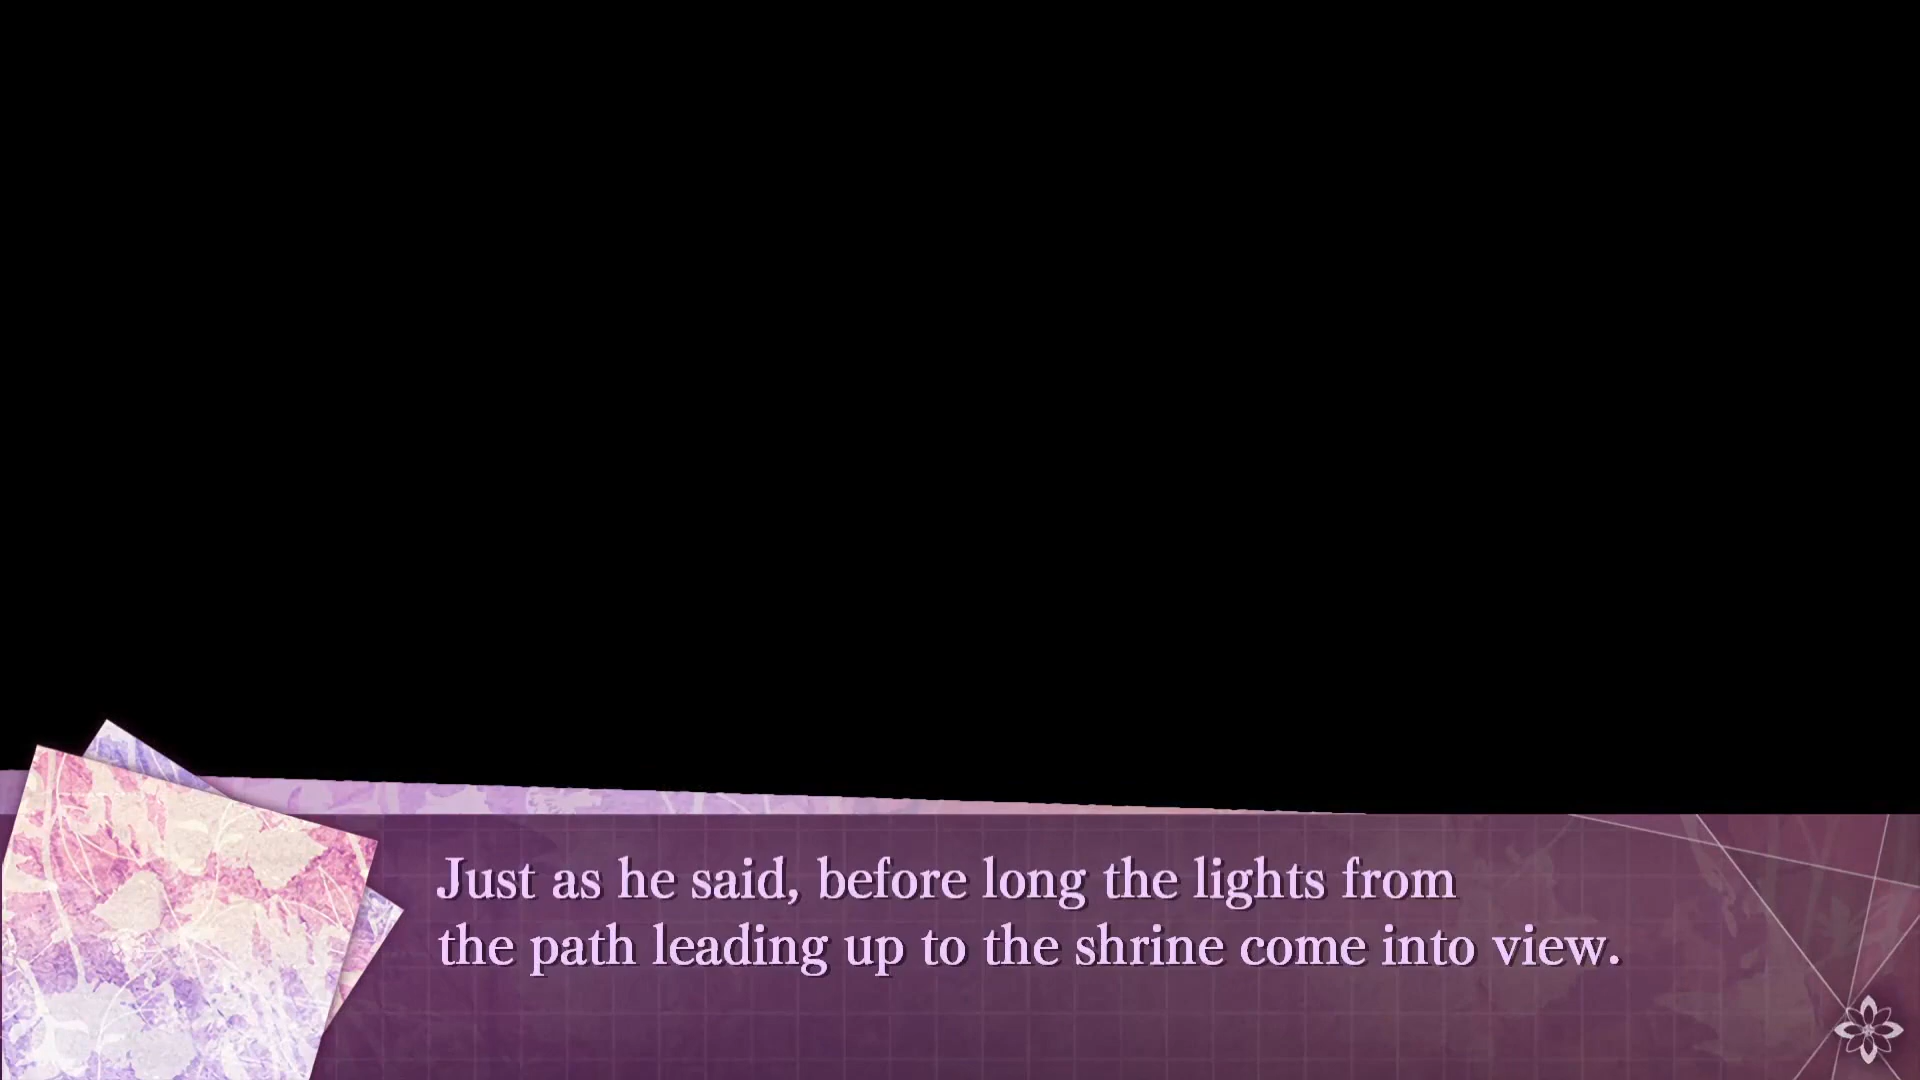 Just as he said, before long the lights from
the path leading up to the shrine come into view.